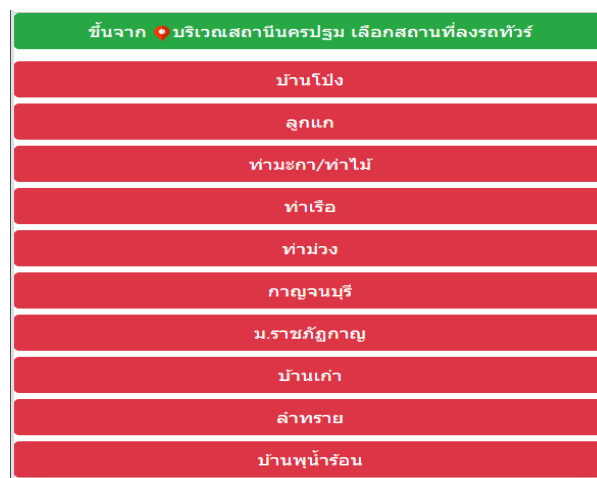 ขึ้นจาก 📍บริเวณสถานีนครปฐม เลือกสถานที่ลงรถทัวร์
บ้านโป่ง
ลูกแก
ท่ามะกา/ท่าไม้
ท่าเรือ
ท่าม่วง
กาญจนบุรี
ม.ราชภัฏกาญ
บ้านเก่า
ลำทราย
บ้านพุน้ำร้อน